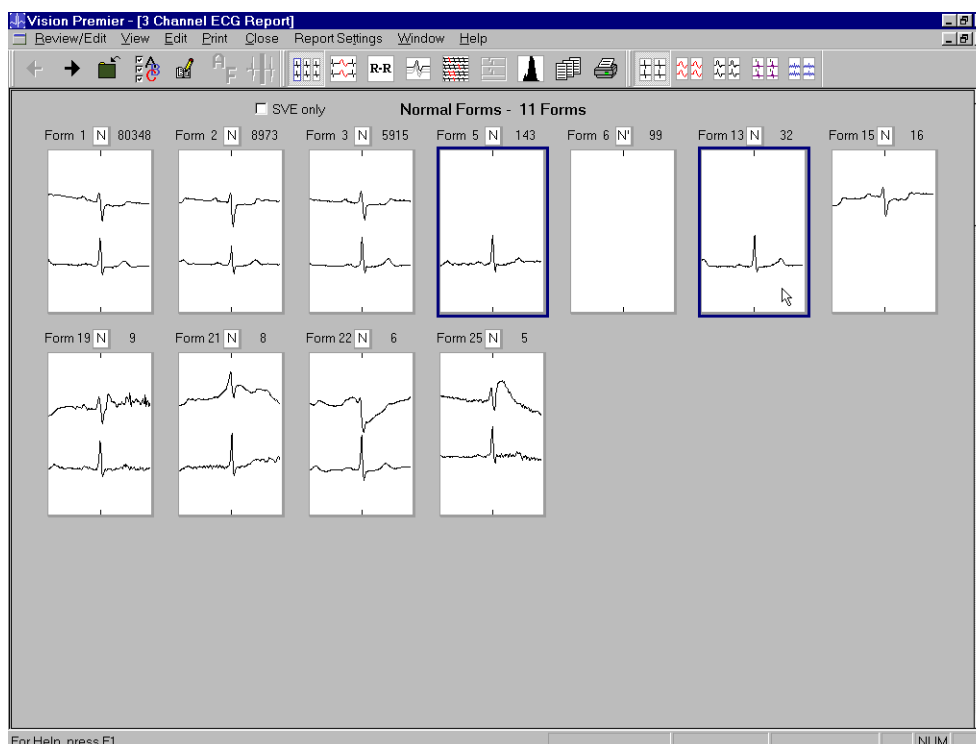 Vision Premier - [3 Channel ECG Report]
Review/Edit View Edit Print Close Report Settings Window Help
A B C A F R-R
SVE only Normal Forms - 11 Forms
Form 1 N 80348 Form 2 N 8973 Form 3 N 5915 Form 5 N 143 Form 6 N' 99 Form 13 N 32 Form 15 N 16
Form 19 N 9 Form 21 N 8 Form 22 N 6 Form 25 N 5
For Help, press F1 NUM